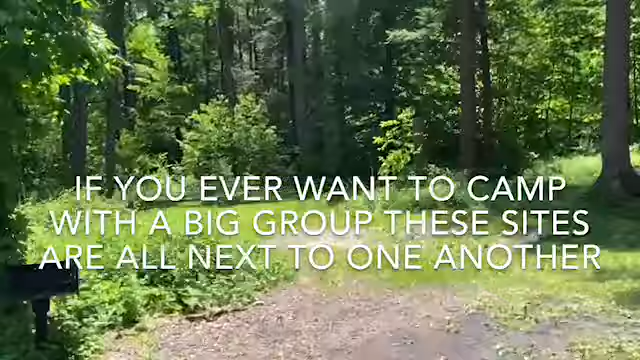 IF YOU EVER WANT TO CAMP
WITH A BIG GROUP THESE SITES
ARE ALL NEXT TO ONE ANOTHER